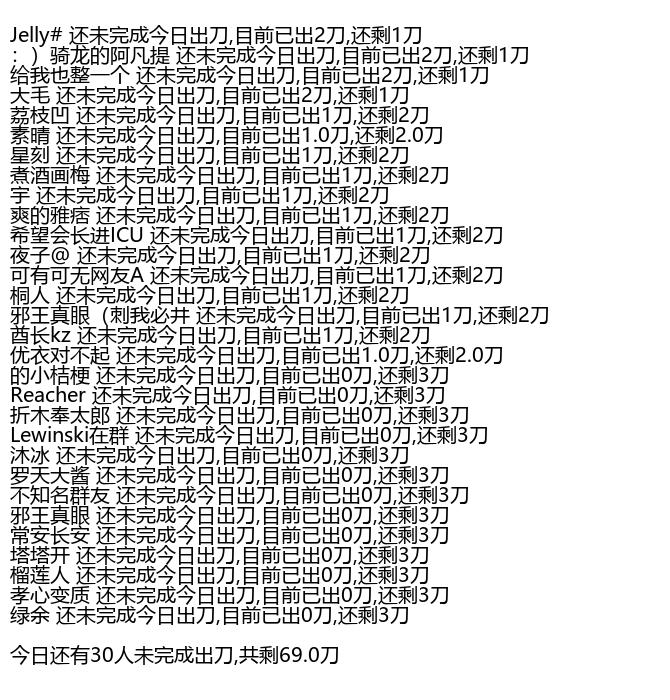 Jelly# 还未完成今日出刀,目前已出2刀,还剩1刀
：）骑龙的阿凡提 还未完成今日出刀,目前已出2刀,还剩1刀
给我也整一个 还未完成今日出刀,目前已出2刀,还剩1刀
大毛 还未完成今日出刀,目前已出2刀,还剩1刀
荔枝凹 还未完成今日出刀,目前已出1刀,还剩2刀
素晴 还未完成今日出刀,目前已出1.0刀,还剩2.0刀
星刻 还未完成今日出刀,目前已出1刀,还剩2刀
煮酒画梅 还未完成今日出刀,目前已出1刀,还剩2刀
宇 还未完成今日出刀,目前已出1刀,还剩2刀
爽的雅痞 还未完成今日出刀,目前已出1刀,还剩2刀
希望会长进ICU 还未完成今日出刀,目前已出1刀,还剩2刀
夜子@ 还未完成今日出刀,目前已出1刀,还剩2刀
可有可无网友A 还未完成今日出刀,目前已出1刀,还剩2刀
桐人 还未完成今日出刀,目前已出1刀,还剩2刀
邪王真眼（刺我必井 还未完成今日出刀,目前已出1刀,还剩2刀
酋长kz 还未完成今日出刀,目前已出1刀,还剩2刀
优衣对不起 还未完成今日出刀,目前已出1.0刀,还剩2.0刀
的小桔梗 还未完成今日出刀,目前已出0刀,还剩3刀
Reacher 还未完成今日出刀,目前已出0刀,还剩3刀
折木奉太郎 还未完成今日出刀,目前已出0刀,还剩3刀
Lewinski在群 还未完成今日出刀,目前已出0刀,还剩3刀
沐冰 还未完成今日出刀,目前已出0刀,还剩3刀
罗天大酱 还未完成今日出刀,目前已出0刀,还剩3刀
不知名群友 还未完成今日出刀,目前已出0刀,还剩3刀
邪王真眼 还未完成今日出刀,目前已出0刀,还剩3刀
常安长安 还未完成今日出刀,目前已出0刀,还剩3刀
塔塔开 还未完成今日出刀,目前已出0刀,还剩3刀
榴莲人 还未完成今日出刀,目前已出0刀,还剩3刀
孝心变质 还未完成今日出刀,目前已出0刀,还剩3刀
绿余 还未完成今日出刀,目前已出0刀,还剩3刀
今日还有30人未完成出刀,共剩69.0刀